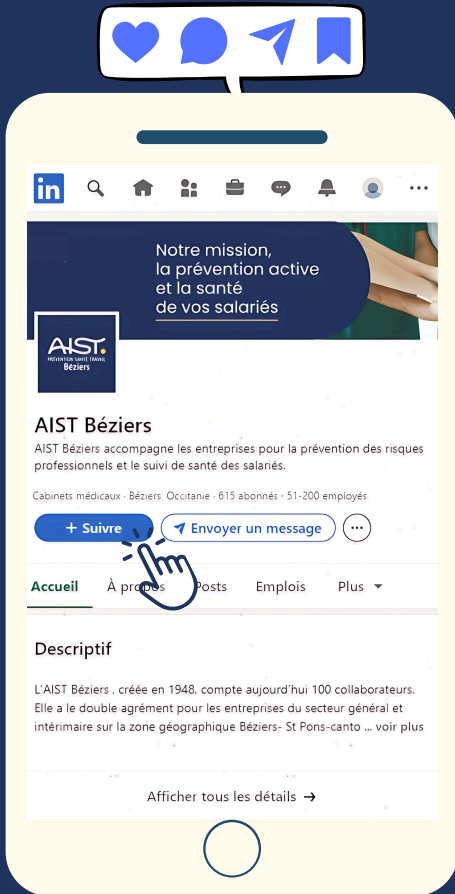 in
Notre mission,
la prévention active
et la santé
de vos salariés
AIST.
PRÉVENTION SANTÉ TRAVAIL
Béziers
AIST Béziers
AIST Béziers accompagne les entreprises pour la prévention des risques
professionnels et le suivi de santé des salariés.
Cabinets médicaux · Béziers, Occitanie · 615 abonnés · 51-200 employés
+ Suivre
Envoyer un message
Accueil À propos Posts Emplois Plus
Descriptif
L'AIST Béziers , créée en 1948, compte aujourd'hui 100 collaborateurs.
Elle a le double agrément pour les entreprises du secteur général et
intérimaire sur la zone géographique Béziers- St Pons-canto ... voir plus
Afficher tous les détails →